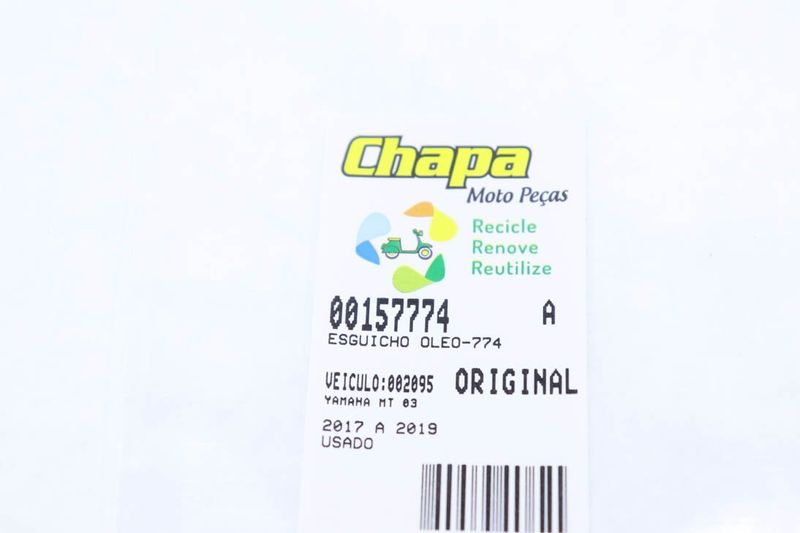 Chapa
Moto Peças
Recicle
Renove
Reutilize
00157774 A
ESGUICHO OLEO-774
VEICULO:002095 ORIGINAL
YAMAHA MT 03
2017 A 2019
USADO